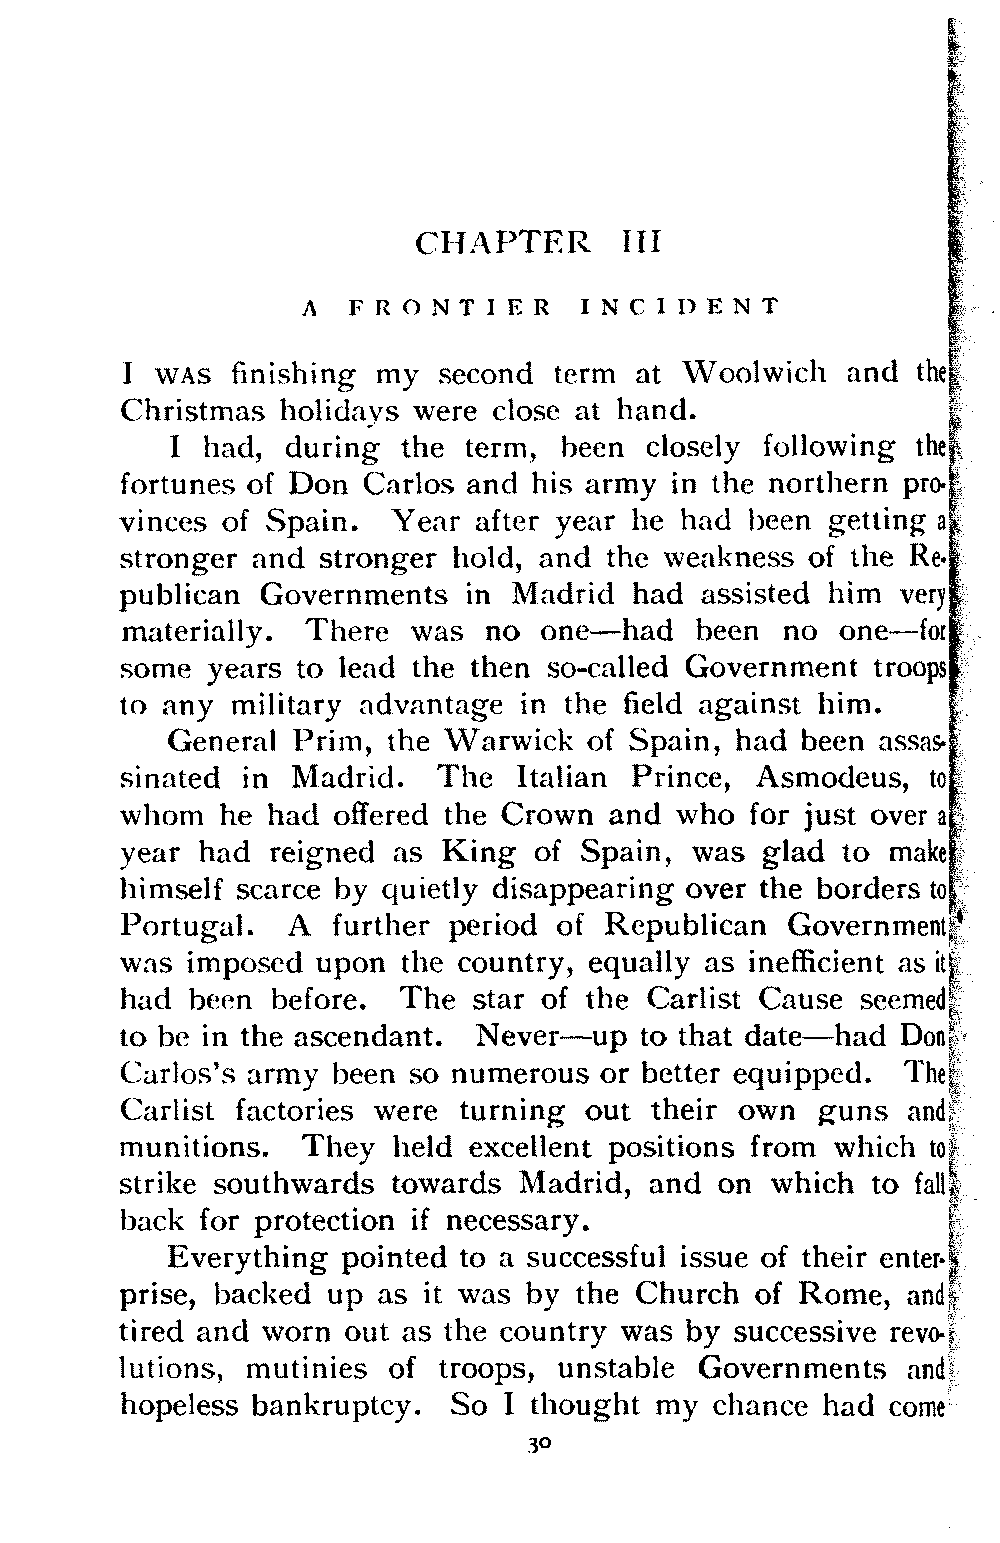 CHAPTER III
A FRONTIER INCIDENT
I WAS finishing my second term at Woolwich and the
Christmas holidays were close at hand.
I had, during the term, been closely following the
fortunes of Don Carlos and his army in the northern pro-
vinces of Spain. Year after year he had been getting a
stronger and stronger hold, and the weakness of the Re-
publican Governments in Madrid had assisted him very
materially. There was no one—had been no one—for
some years to lead the then so-called Government troops
to any military advantage in the field against him.
General Prim, the Warwick of Spain, had been assas-
sinated in Madrid. The Italian Prince, Asmodeus, to
whom he had offered the Crown and who for just over a
year had reigned as King of Spain, was glad to make
himself scarce by quietly disappearing over the borders to
Portugal. A further period of Republican Government
was imposed upon the country, equally as inefficient as it
had been before. The star of the Carlist Cause seemed
to be in the ascendant. Never—up to that date—had Don
Carlos's army been so numerous or better equipped. The
Carlist factories were turning out their own guns and
munitions. They held excellent positions from which to
strike southwards towards Madrid, and on which to fall
back for protection if necessary.
Everything pointed to a successful issue of their enter-
prise, backed up as it was by the Church of Rome, and
tired and worn out as the country was by successive revo-
lutions, mutinies of troops, unstable Governments and
hopeless bankruptcy. So I thought my chance had come
30